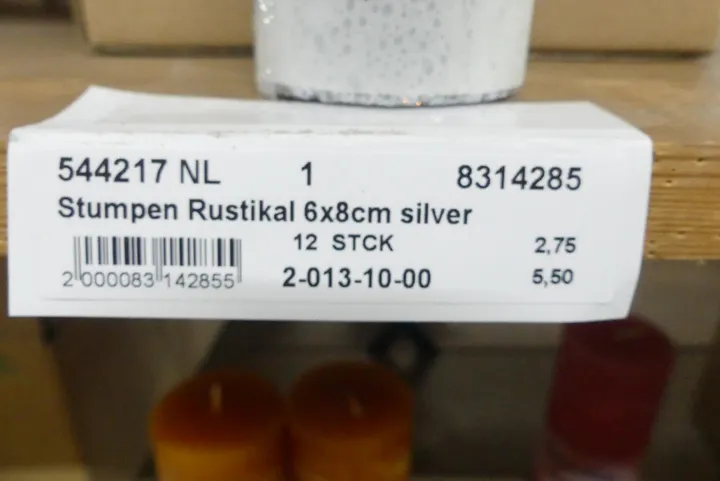 544217 NL 1 8314285
Stumpen Rustikal 6x8cm silver
12 STCK 2,75
2 000083 142855 2-013-10-00 5,50